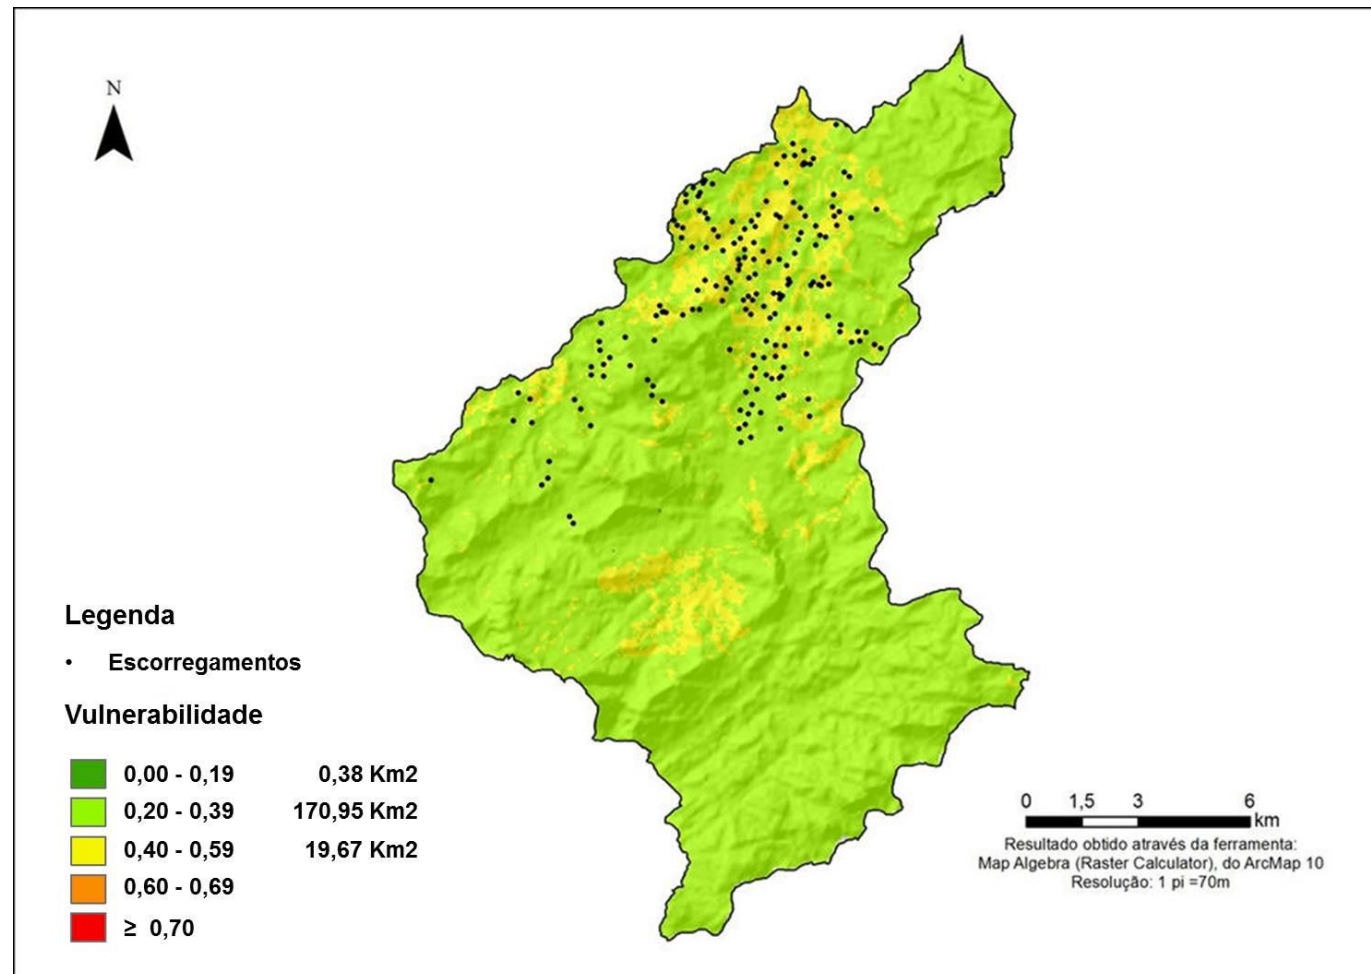 N
Legenda
• Escorregamentos
Vulnerabilidade
0,00 - 0,19 0,38 Km2
0,20 - 0,39 170,95 Km2
0,40 - 0,59 19,67 Km2
0,60 - 0,69
≥ 0,70
0 1,5 3 6
km
Resultado obtido através da ferramenta:
Map Algebra (Raster Calculator), do ArcMap 10
Resolução: 1 pi =70m